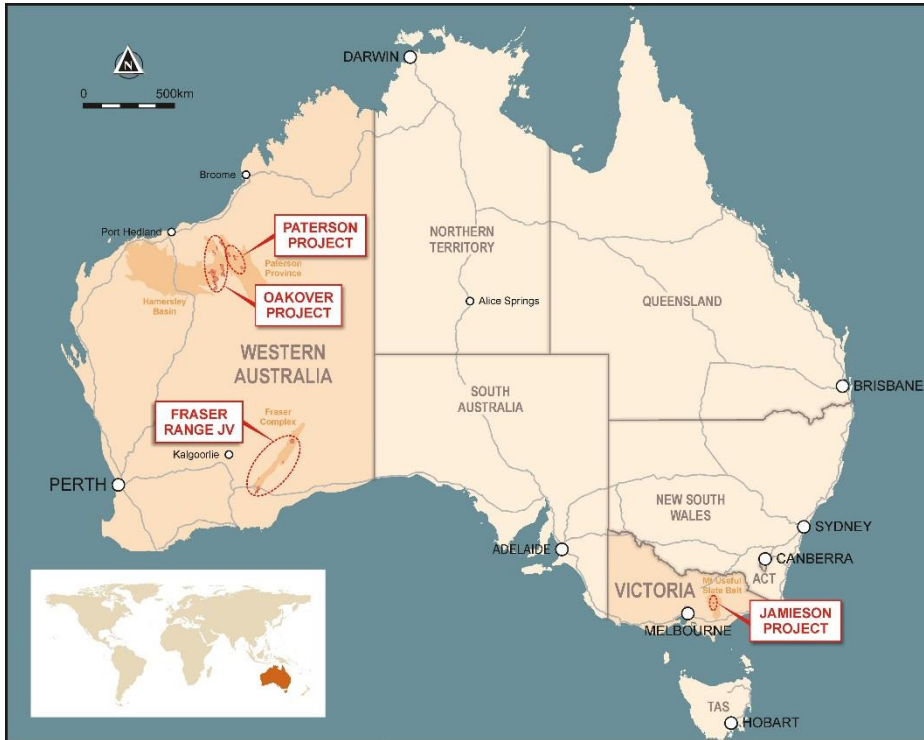 DARWIN
N
0
500km
Broome
Port Hedland
PATERSON
PROJECT
Paterson
Province
OAKOVER
PROJECT
Hamersley
Basin
NORTHERN
TERRITORY
Alice Springs
QUEENSLAND
WESTERN
AUSTRALIA
SOUTH
AUSTRALIA
BRISBANE
FRASER
RANGE JV
Fraser
Complex
Kalgoorlie
PERTH
NEW SOUTH
WALES
SYDNEY
ADELAIDE
CANBERRA
ACT
VICTORIA
Mt Useful
Slate Belt
JAMIESON
PROJECT
MELBOURNE
TAS
HOBART